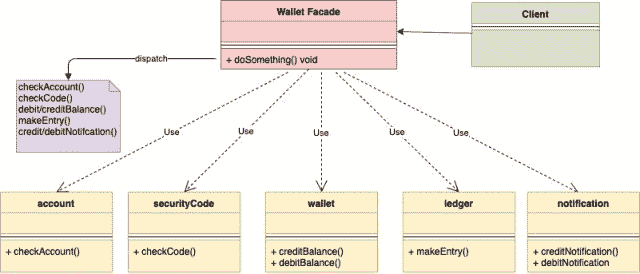 Wallet Facade
Client
+ doSomething() void
dispatch
checkAccount()
checkCode()
debit/creditBalance()
makeEntry()
credit/debitNotifcation()
Use
Use
Use
Use
Use
account
securityCode
wallet
ledger
notification
+ checkAccount()
+ checkCode()
+ creditBalance()
+ debitBalance()
+ makeEntry()
+ creditNotification()
+ debitNotification